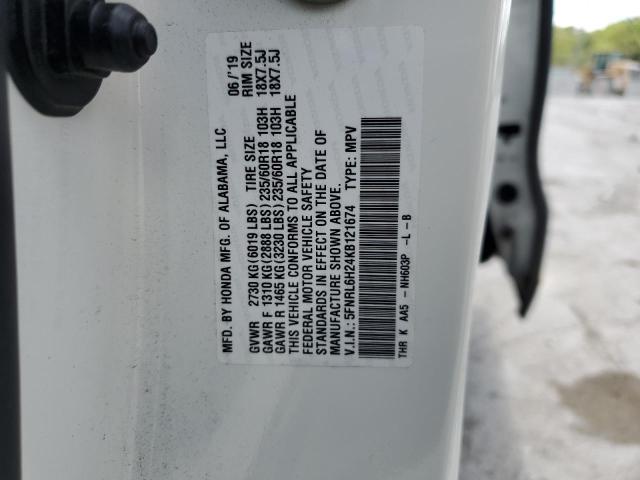 MFD. BY HONDA MFG. OF ALABAMA, LLC 06/'19
GVWR 2730 KG (6019 LBS) TIRE SIZE RIM SIZE
GAWR F 1310 KG (2888 LBS) 235/60R18 103H 18X7.5J
GAWR R 1465 KG (3230 LBS) 235/60R18 103H 18X7.5J
THIS VEHICLE CONFORMS TO ALL APPLICABLE
FEDERAL MOTOR VEHICLE SAFETY
STANDARDS IN EFFECT ON THE DATE OF
MANUFACTURE SHOWN ABOVE.
V.I.N.: 5FNRL6H24KB121674 TYPE: MPV
THR K AA5 - NH603P -L -B